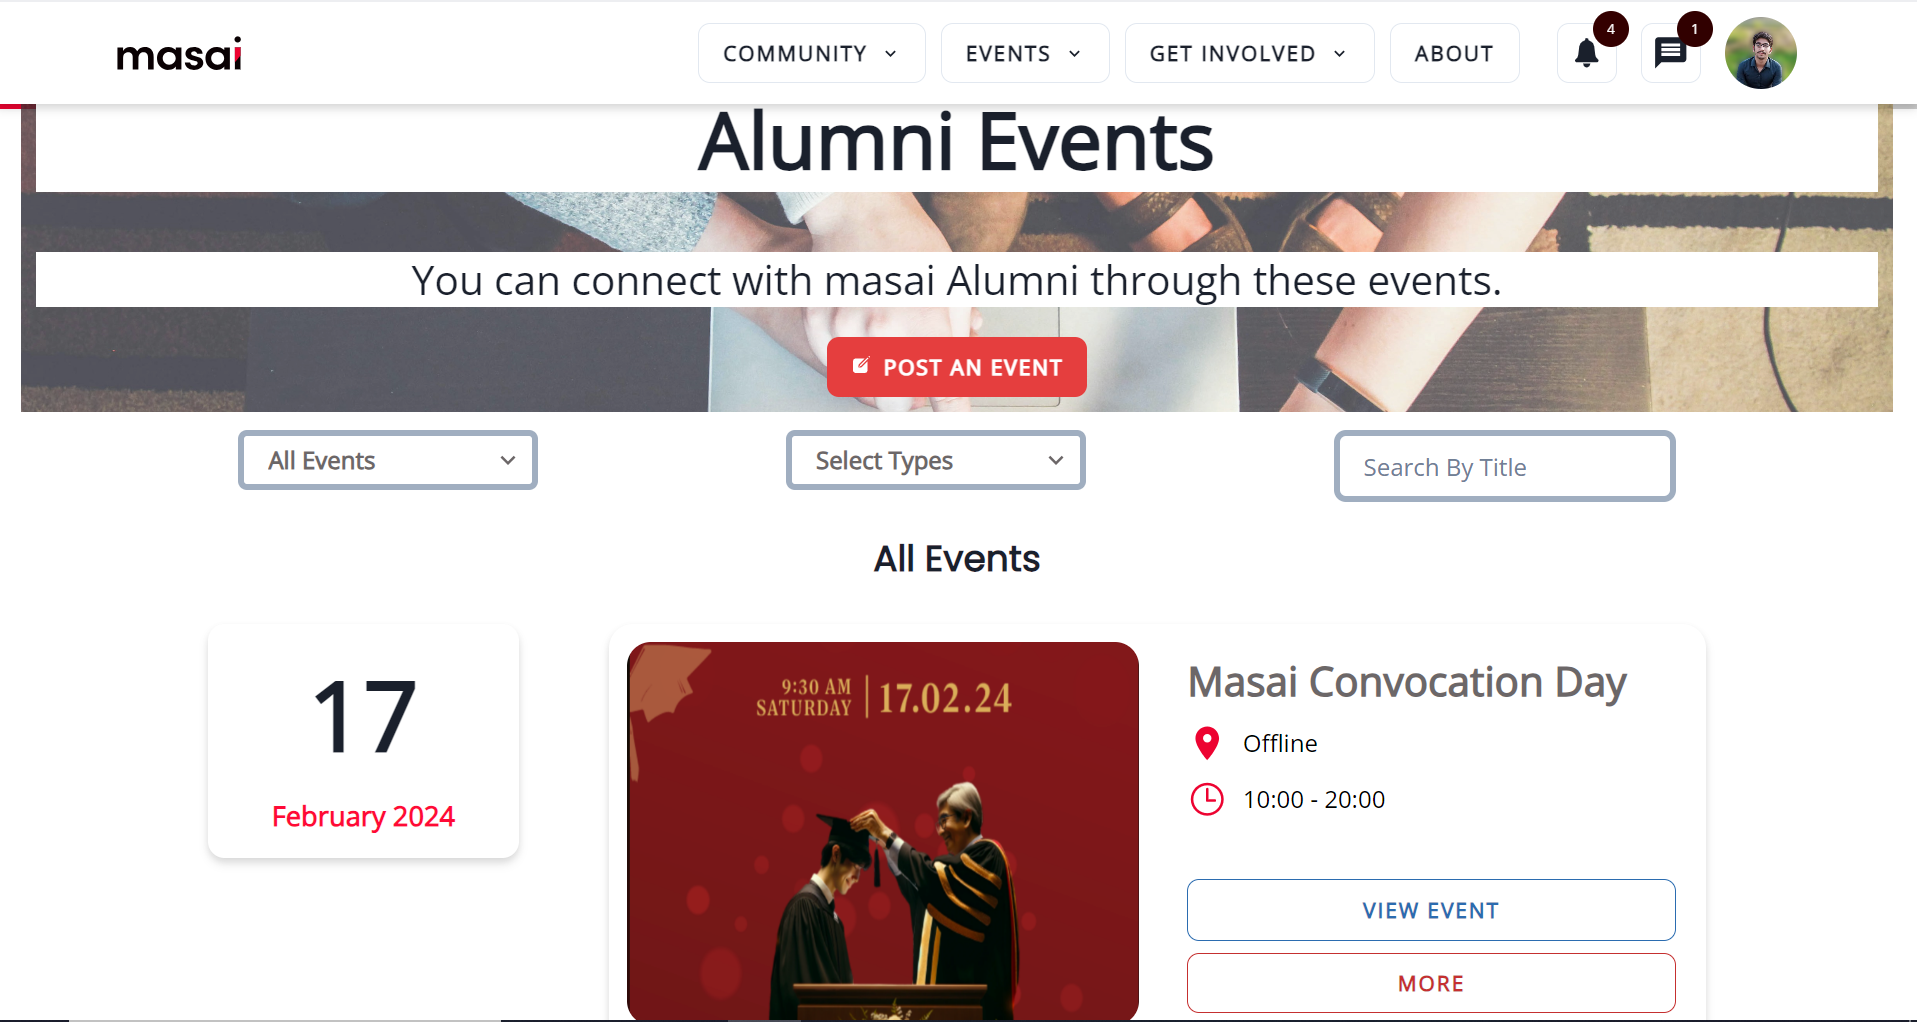 masai
COMMUNITY
EVENTS
GET INVOLVED
ABOUT
4
1
Alumni Events
You can connect with masai Alumni through these events.
POST AN EVENT
All Events
Select Types
Search By Title
All Events
17
February 2024
9:30 AM
SATURDAY
17.02.24
Masai Convocation Day
Offline
10:00 - 20:00
VIEW EVENT
MORE